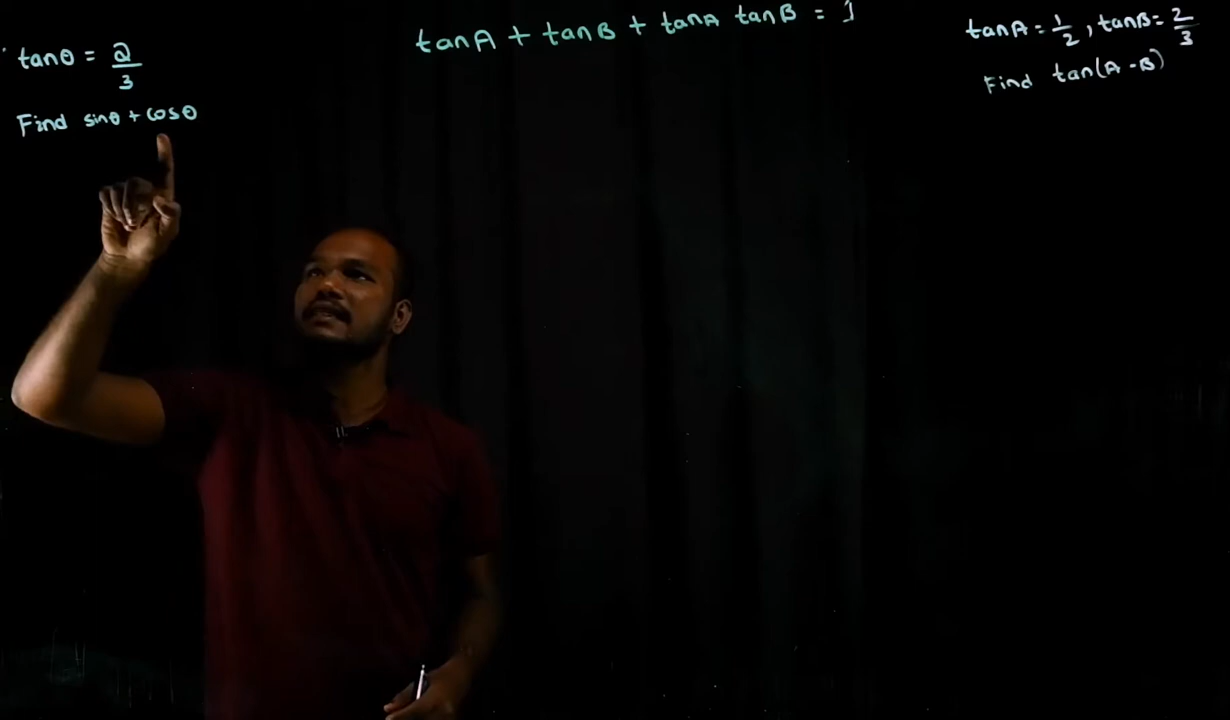 tanθ = 2/3
Find sinθ + cosθ
tanA + tanB + tanA tanB = 1
tanA = 1/2, tanB = 2/3
Find tan(A - B)